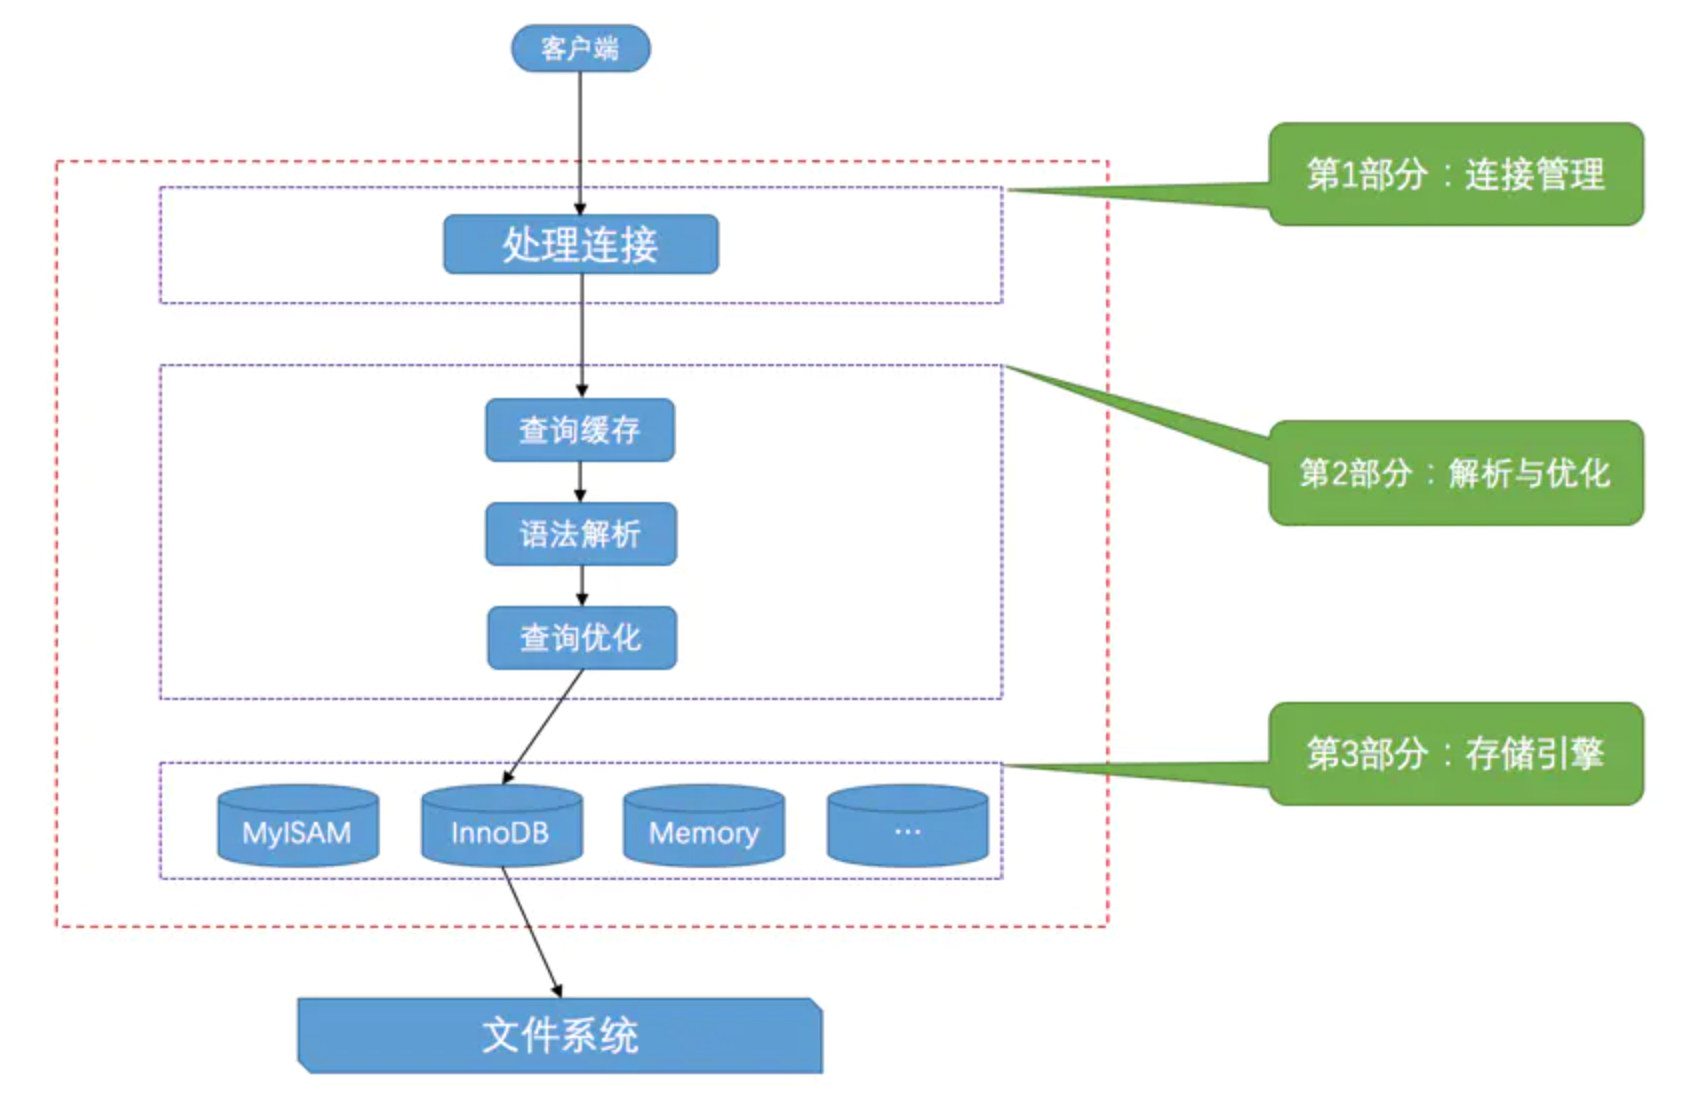 客户端
第1部分：连接管理
处理连接
查询缓存
第2部分：解析与优化
语法解析
查询优化
第3部分：存储引擎
MyISAM
InnoDB
Memory
…
文件系统